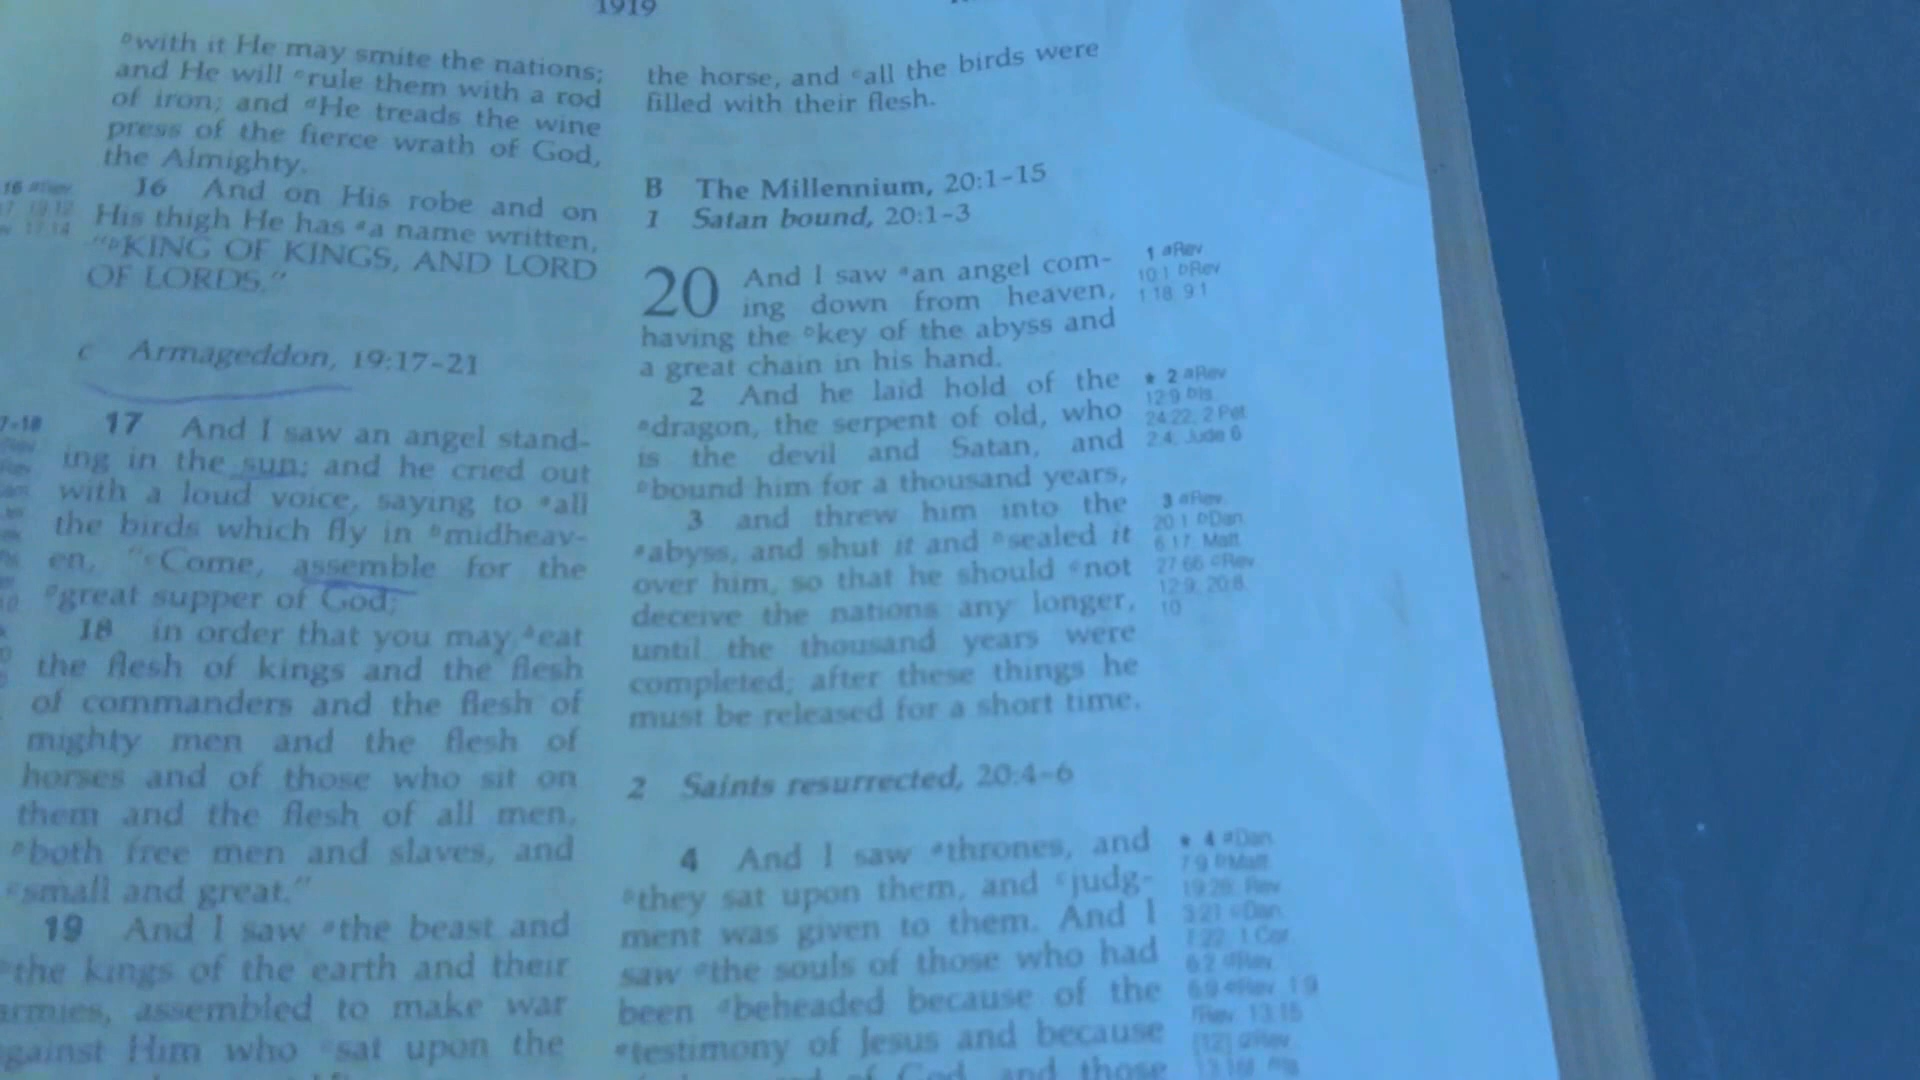 1919
with it He may smite the nations;
and He will rule them with a rod
of iron; and He treads the wine
press of the fierce wrath of God,
the Almighty.
16 And on His robe and on
His thigh He has a name written,
"KING OF KINGS, AND LORD
OF LORDS."
c Armageddon, 19:17-21
17 And I saw an angel stand-
ing in the sun; and he cried out
with a loud voice, saying to all
the birds which fly in midheav-
en, "Come, assemble for the
great supper of God;
18 in order that you may eat
the flesh of kings and the flesh
of commanders and the flesh of
mighty men and the flesh of
horses and of those who sit on
them and the flesh of all men,
both free men and slaves, and
small and great."
19 And I saw the beast and
the kings of the earth and their
armies, assembled to make war
against Him who sat upon the
the horse, and call the birds were
filled with their flesh.
B The Millennium, 20:1-15
1 Satan bound, 20:1-3
20 And I saw an angel com-
ing down from heaven,
having the key of the abyss and
a great chain in his hand.
2 And he laid hold of the
dragon, the serpent of old, who
is the devil and Satan, and
bound him for a thousand years,
3 and threw him into the
abyss, and shut it and sealed it
over him, so that he should not
deceive the nations any longer,
until the thousand years were
completed; after these things he
must be released for a short time.
2 Saints resurrected, 20:4-6
4 And I saw thrones, and
they sat upon them, and judg-
ment was given to them. And I
saw the souls of those who had
been beheaded because of the
testimony of Jesus and because
of God and those
1 aRev
10:1 bRev
1:18 9:1
* 2 aRev
12:9 bIs
24:22, 2 Pet
2:4, Jude 6
3 aRev
20:1 bDan
6:17 Matt
27:66 cRev
12:9, 20:8,
10
* 4 aDan
7:9 bMatt
19:28 Rev
3:21 cDan
7:22 1 Cor